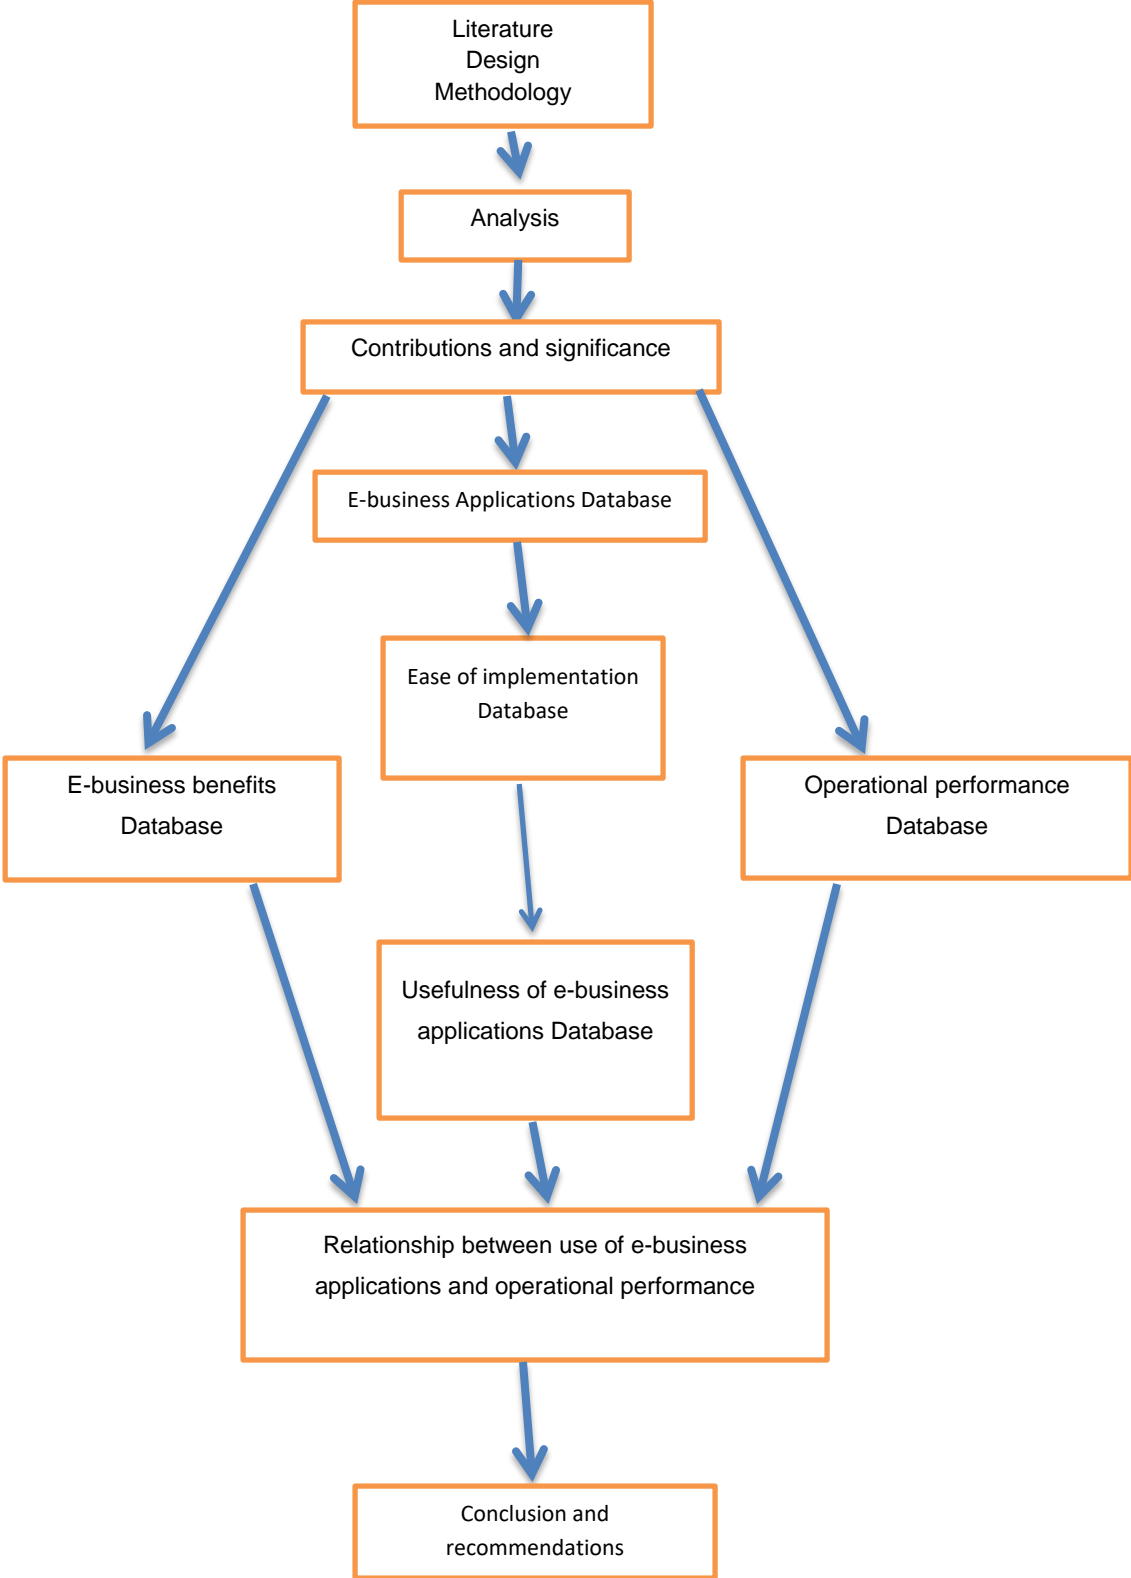 Literature
Design
Methodology
Analysis
Contributions and significance
E-business Applications Database
Ease of implementation
Database
E-business benefits
Database
Operational performance
Database
Usefulness of e-business
applications Database
Relationship between use of e-business
applications and operational performance
Conclusion and
recommendations